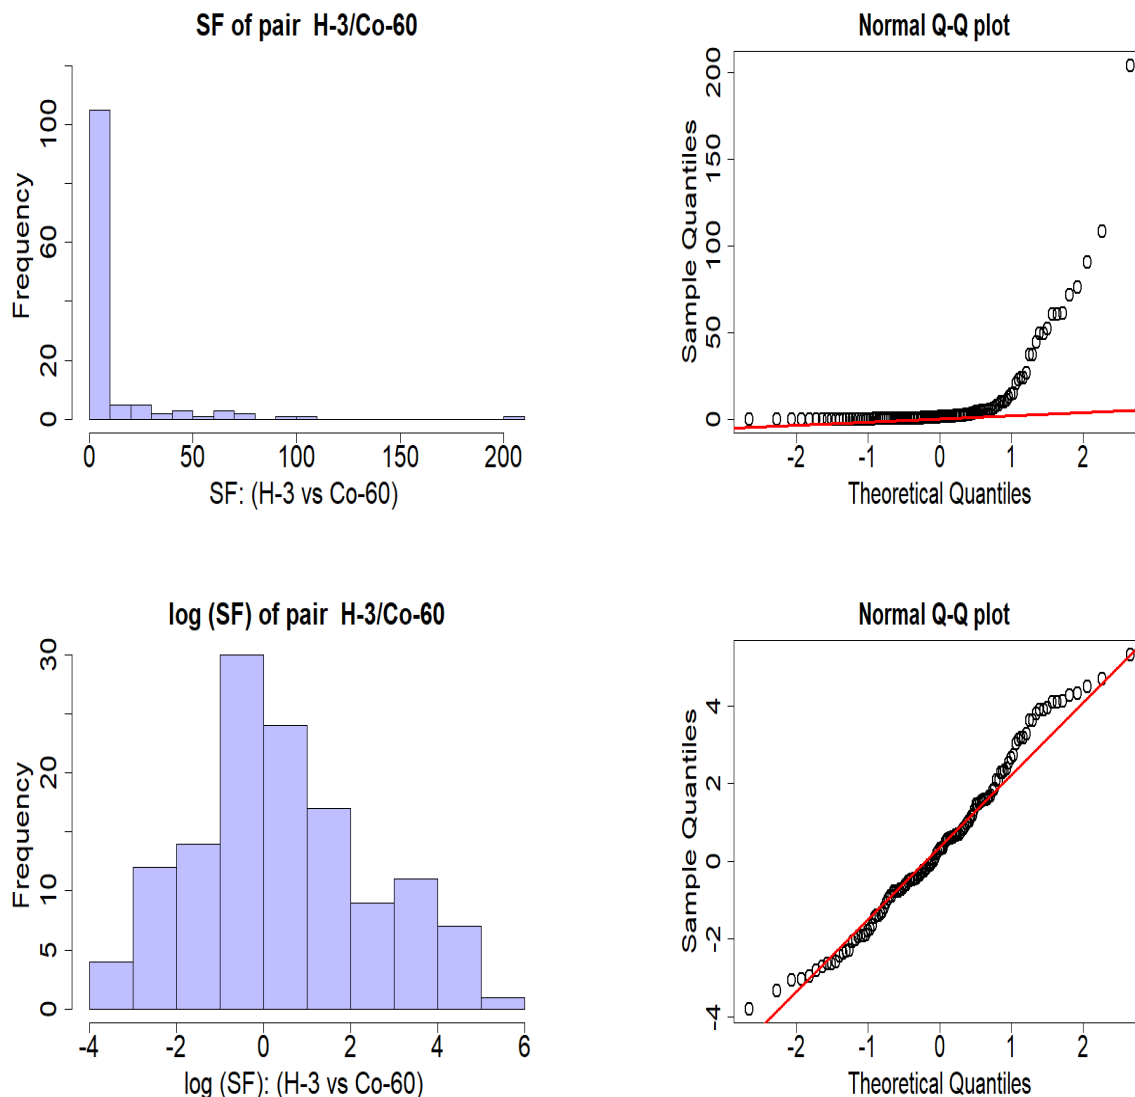 SF of pair H-3/Co-60
Frequency
0 20 60 100
0 50 100 150 200
SF: (H-3 vs Co-60)
Normal Q-Q plot
Sample Quantiles
0 50 100 150 200
-2 -1 0 1 2
Theoretical Quantiles
log (SF) of pair H-3/Co-60
Frequency
0 5 10 20 30
-4 -2 0 2 4 6
log (SF): (H-3 vs Co-60)
Normal Q-Q plot
Sample Quantiles
-4 -2 0 2 4
-2 -1 0 1 2
Theoretical Quantiles